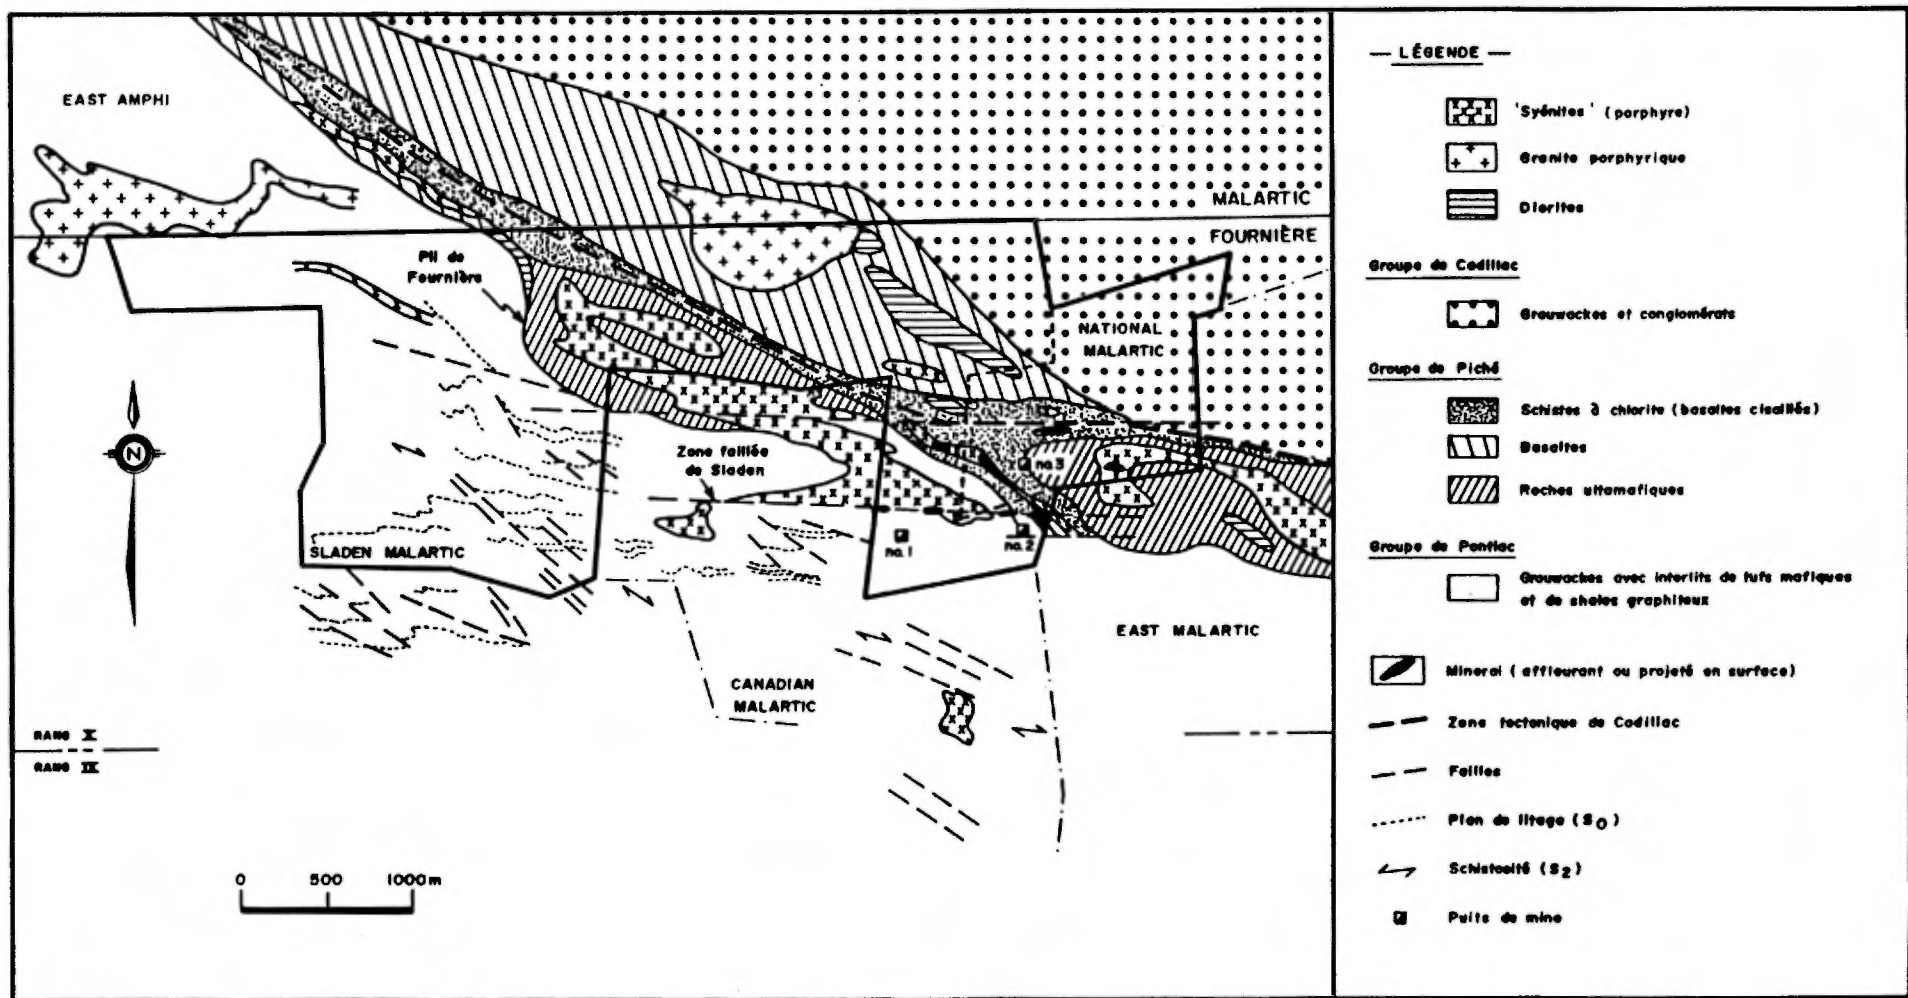 EAST AMPHI
MALARTIC
FOURNIÈRE
Pli de
Fournière
NATIONAL
MALARTIC
N
Zone faillée
de Sladen
no.3
SLADEN MALARTIC
no.1
no.2
EAST MALARTIC
CANADIAN
MALARTIC
RANG X
RANG IX
0 500 1000m
— LÉGENDE —
'Syénites' (porphyre)
Granite porphyrique
Diorites
Groupe de Cadillac
Grauwackes et conglomérats
Groupe de Piché
Schistes à chlorite (basaltes cisaillés)
Basaltes
Roches ultamafiques
Groupe de Pontiac
Grauwackes avec interlits de tufs mafiques
et de shales graphiteux
Minerai (affleurant ou projeté en surface)
Zone tectonique de Cadillac
Failles
Plan de litage (S0)
Schistosité (S2)
Puits de mine